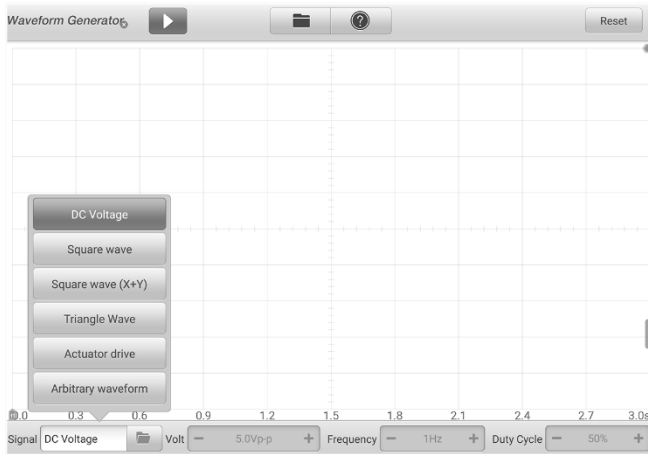 Waveform Generator
Reset
DC Voltage
Square wave
Square wave (X+Y)
Triangle Wave
Actuator drive
Arbitrary waveform
0.0 0.3 0.6 0.9 1.2 1.5 1.8 2.1 2.4 2.7 3.0s
Signal DC Voltage Volt − 5.0Vp-p + Frequency − 1Hz + Duty Cycle − 50% +